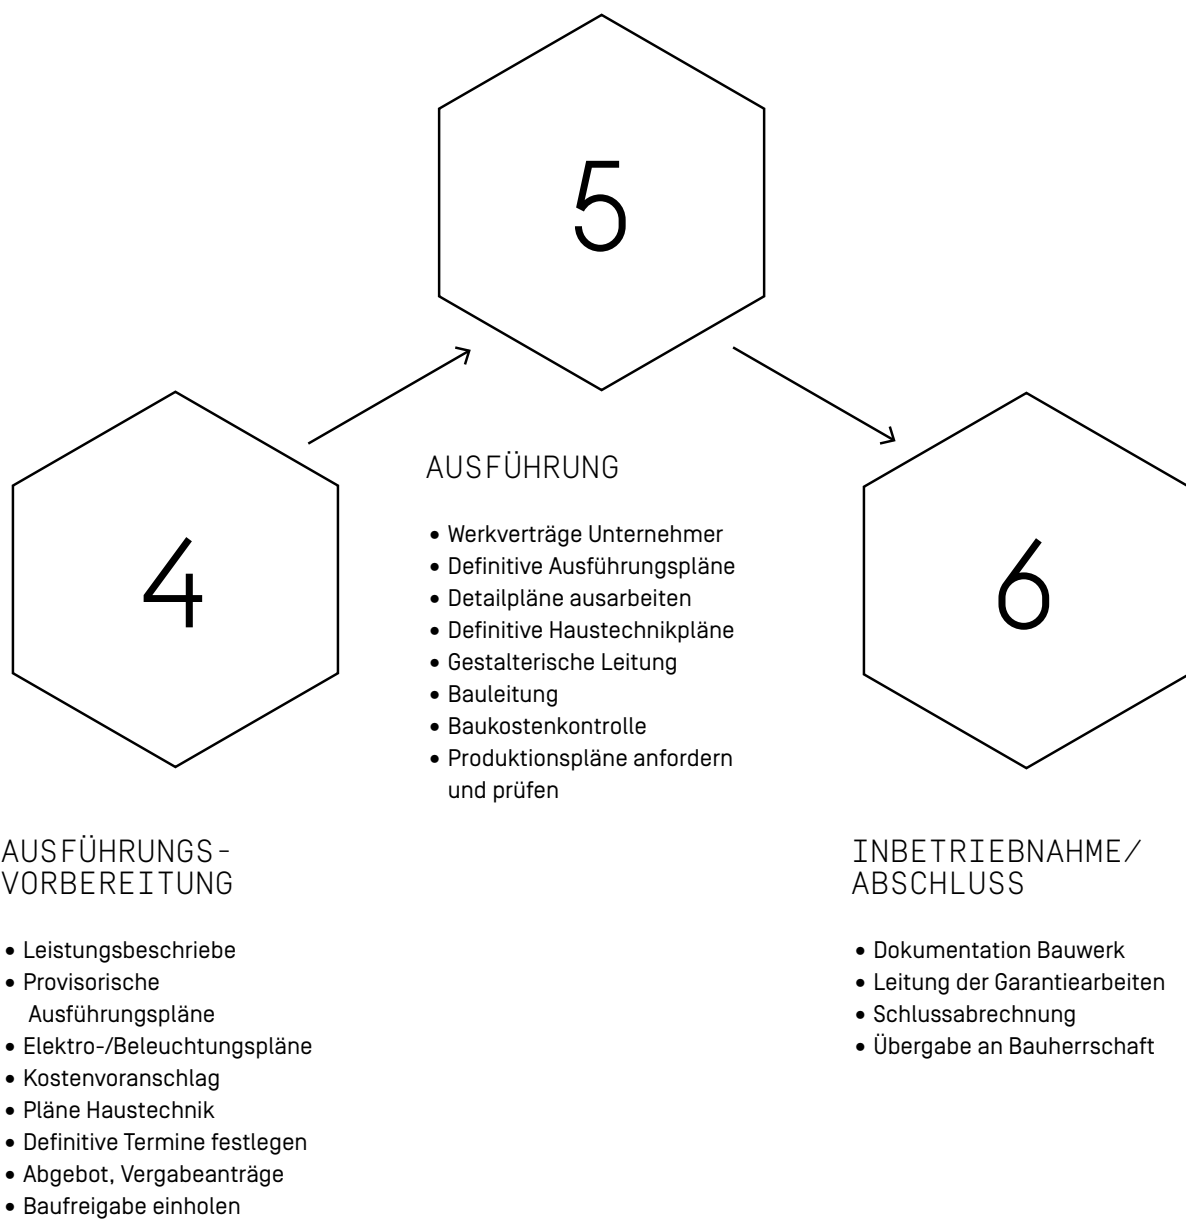 5
4
6
AUSFÜHRUNG
• Werkverträge Unternehmer
• Definitive Ausführungspläne
• Detailpläne ausarbeiten
• Definitive Haustechnikpläne
• Gestalterische Leitung
• Bauleitung
• Baukostenkontrolle
• Produktionspläne anfordern
und prüfen
AUSFÜHRUNGS-
VORBEREITUNG
• Leistungsbeschriebe
• Provisorische
Ausführungspläne
• Elektro-/Beleuchtungspläne
• Kostenvoranschlag
• Pläne Haustechnik
• Definitive Termine festlegen
• Abgebot, Vergabeanträge
• Baufreigabe einholen
INBETRIEBNAHME/
ABSCHLUSS
• Dokumentation Bauwerk
• Leitung der Garantiearbeiten
• Schlussabrechnung
• Übergabe an Bauherrschaft